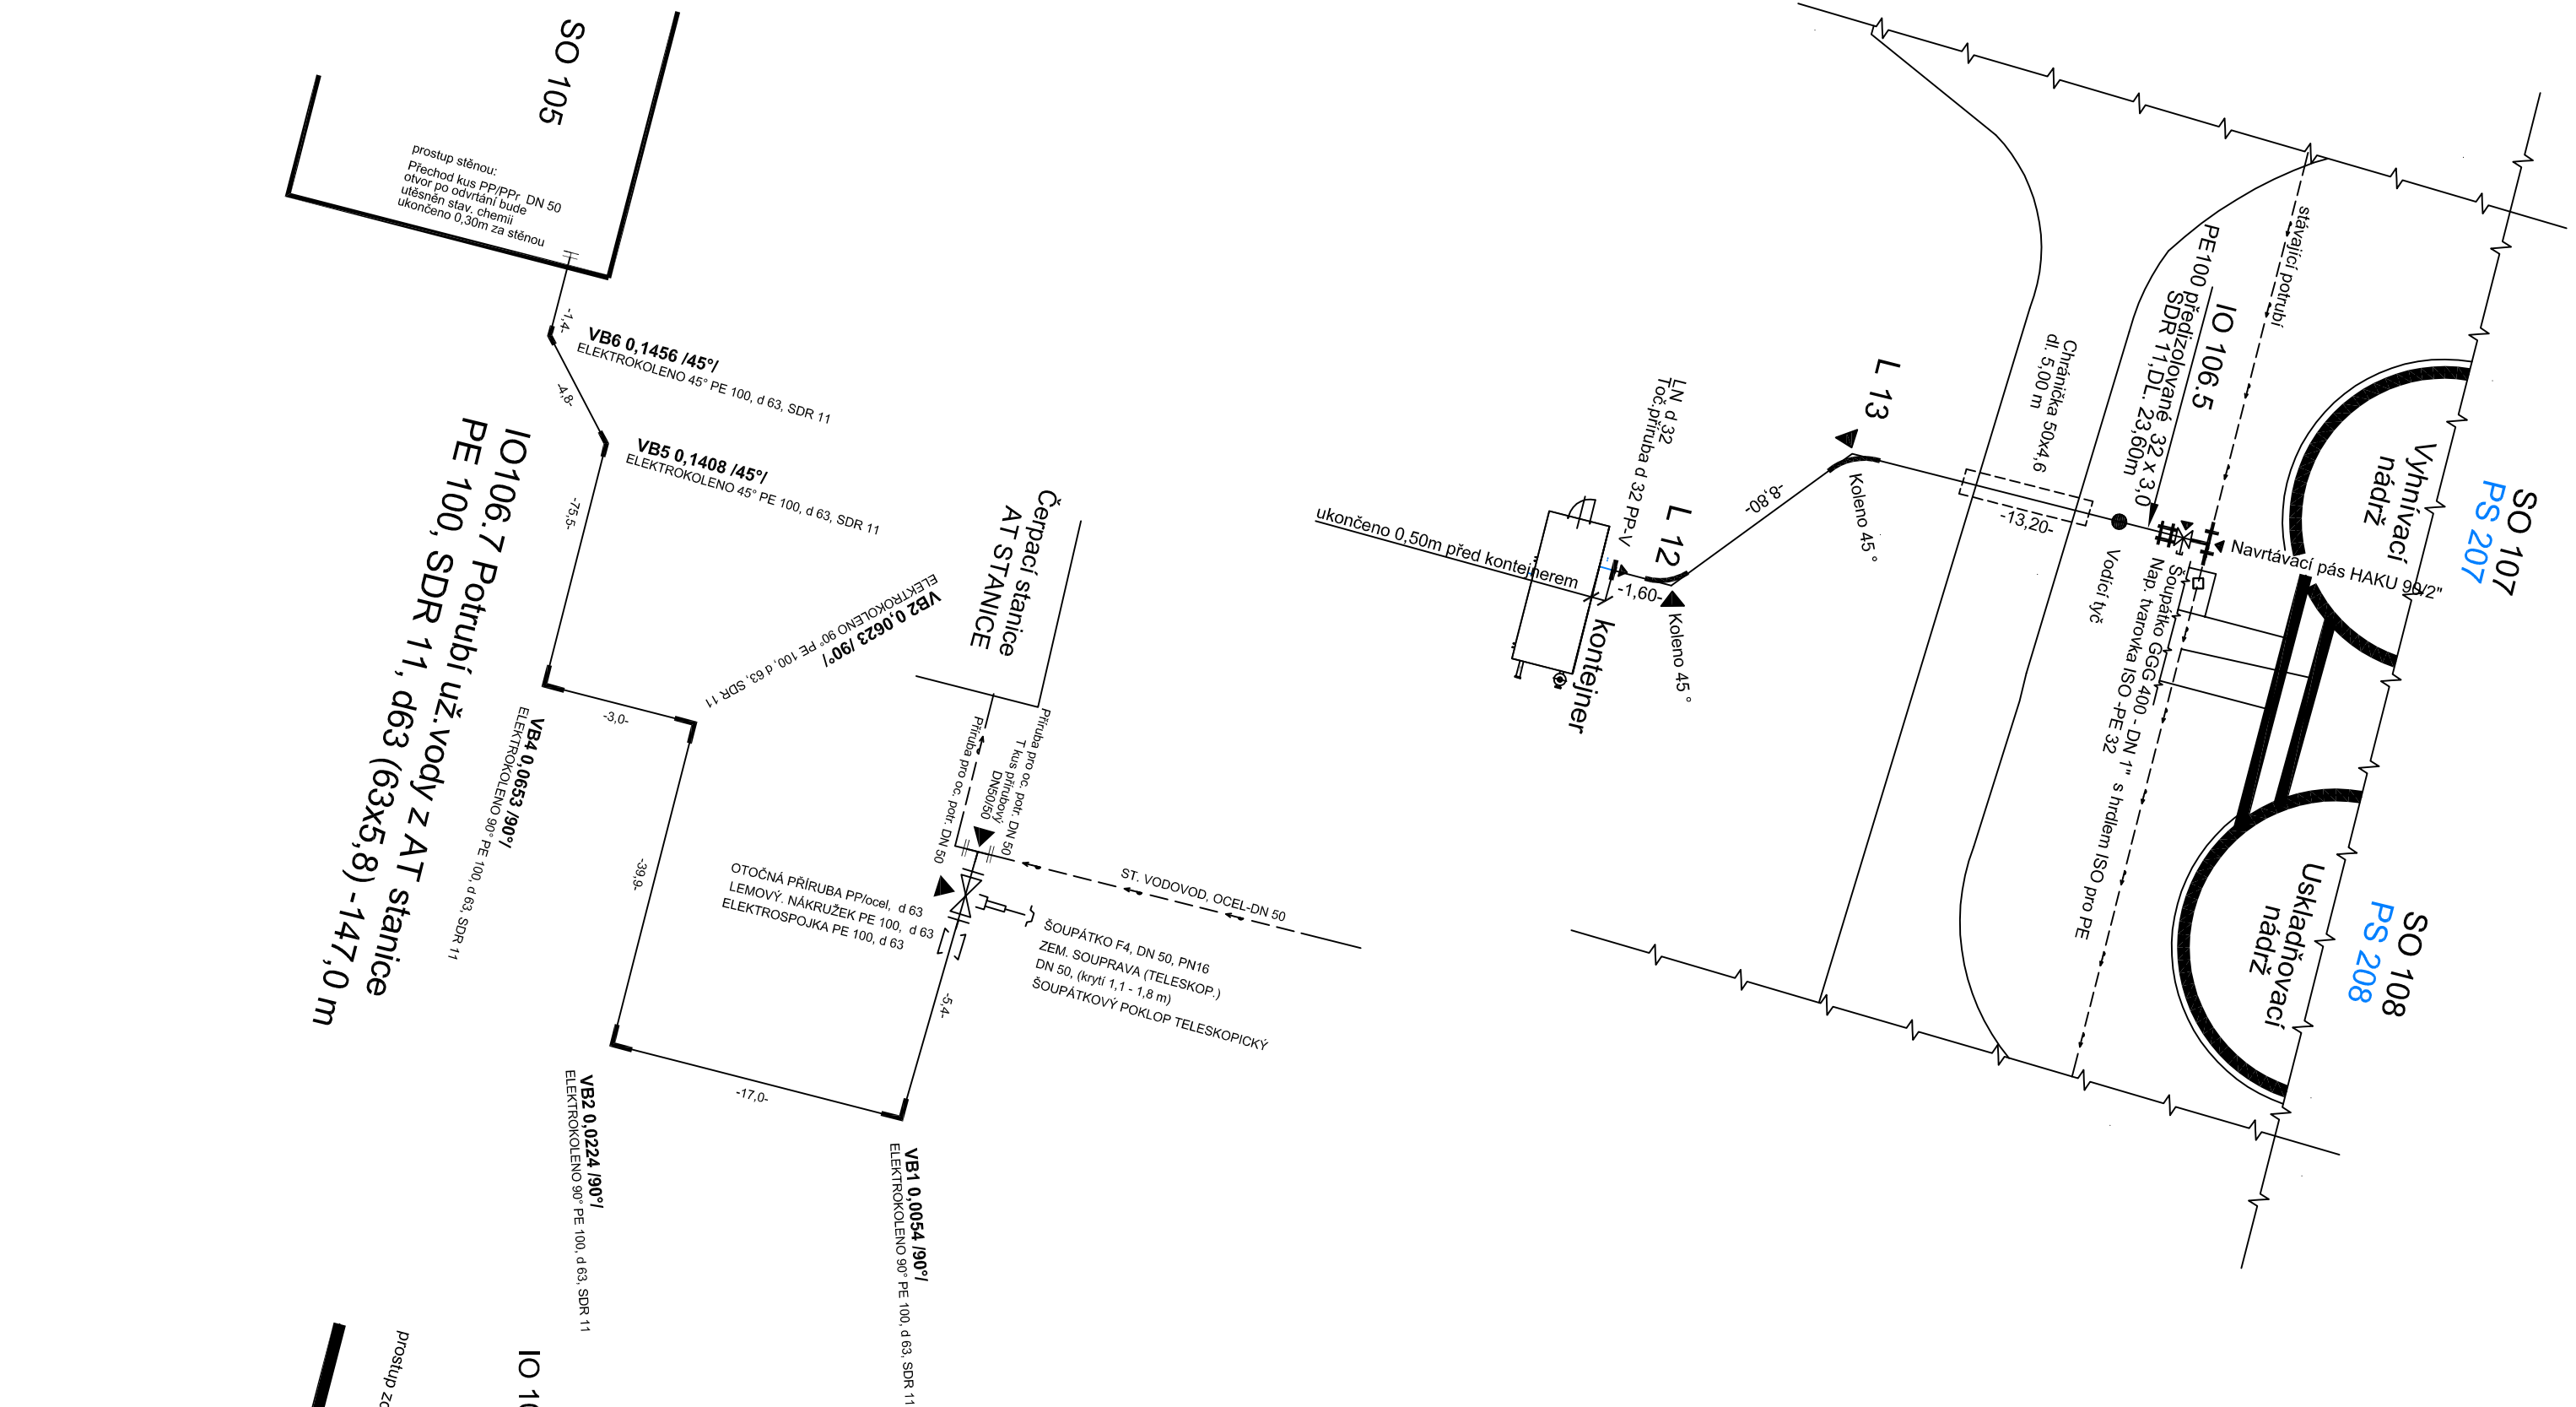 SO 105
prostup stěnou:
Přechod kus PP/PPr DN 50
otvor po odvrtání bude
utěsněn stav. chemii
ukončeno 0,30m za stěnou
-1,4-
VB6 0,1456 /45°/
ELEKTROKOLENO 45° PE 100, d 63, SDR 11
-4,8-
VB5 0,1408 /45°/
ELEKTROKOLENO 45° PE 100, d 63, SDR 11
-75,5-
IO106.7 Potrubí už.vody z AT stanice
PE 100, SDR 11, d63 (63x5,8) -147,0 m
VB4 0,0653 /90°/
ELEKTROKOLENO 90° PE 100, d 63, SDR 11
-3,0-
VB2 0,0623 /90°/
ELEKTROKOLENO 90° PE 100, d 63, SDR 11
-39,9-
VB2 0,0224 /90°/
ELEKTROKOLENO 90° PE 100, d 63, SDR 11
-17,0-
VB1 0,0054 /90°/
ELEKTROKOLENO 90° PE 100, d 63, SDR 11
-5,4-
Čerpací stanice
AT STANICE
Příruba pro oc. potr. DN 50
T kus přírubový
DN50/50
Příruba pro oc. potr. DN 50
OTOČNÁ PŘÍRUBA PP/ocel, d 63
LEMOVÝ. NÁKRUŽEK PE 100, d 63
ELEKTROSPOJKA PE 100, d 63
ST. VODOVOD, OCEL-DN 50
ŠOUPÁTKO F4, DN 50, PN16
ZEM. SOUPRAVA (TELESKOP.)
DN 50, (krytí 1,1 - 1,8 m)
ŠOUPÁTKOVÝ POKLOP TELESKOPICKÝ
prostup
IO 10
ukončeno 0,50m před kontejnerem
kontejner
LN d 32
Toč.příruba d 32 PP-V
L 12
-1,60-
Koleno 45 °
-8,80-
L 13
Koleno 45 °
Chránička 50x4,6
dl. 5,00 m
-13,20-
Vodící tyč
IO 106.5
PE100 předizolované 32 x 3,0
SDR 11,DL. 23,60m
stávající potrubí
Navrtávací pás HAKU 90/2"
Šoupátko GGG 400 - DN 1" s hrdlem ISO pro PE
Nap. tvarovka ISO -PE 32
Vyhnívací
nádrž
SO 107
PS 207
Uskladňovací
nádrž
SO 108
PS 208